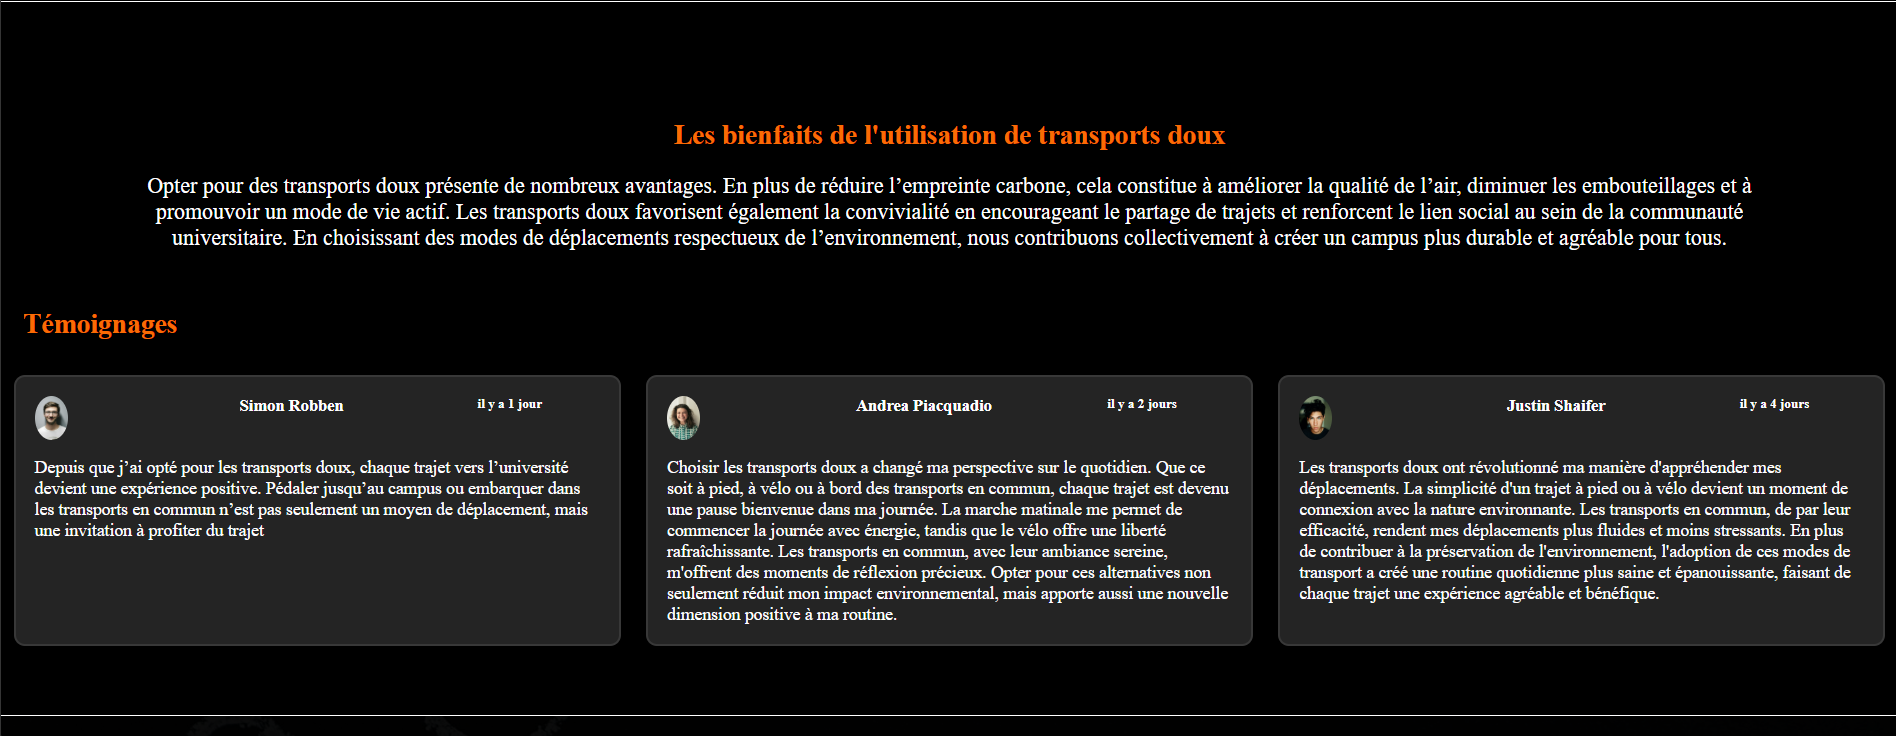 Les bienfaits de l'utilisation de transports doux
Opter pour des transports doux présente de nombreux avantages. En plus de réduire l’empreinte carbone, cela constitue à améliorer la qualité de l’air, diminuer les embouteillages et à
promouvoir un mode de vie actif. Les transports doux favorisent également la convivialité en encourageant le partage de trajets et renforcent le lien social au sein de la communauté
universitaire. En choisissant des modes de déplacements respectueux de l’environnement, nous contribuons collectivement à créer un campus plus durable et agréable pour tous.
Témoignages
Simon Robben
il y a 1 jour
Depuis que j’ai opté pour les transports doux, chaque trajet vers l’université
devient une expérience positive. Pédaler jusqu’au campus ou embarquer dans
les transports en commun n’est pas seulement un moyen de déplacement, mais
une invitation à profiter du trajet
Andrea Piacquadio
il y a 2 jours
Choisir les transports doux a changé ma perspective sur le quotidien. Que ce
soit à pied, à vélo ou à bord des transports en commun, chaque trajet est devenu
une pause bienvenue dans ma journée. La marche matinale me permet de
commencer la journée avec énergie, tandis que le vélo offre une liberté
rafraîchissante. Les transports en commun, avec leur ambiance sereine,
m'offrent des moments de réflexion précieux. Opter pour ces alternatives non
seulement réduit mon impact environnemental, mais apporte aussi une nouvelle
dimension positive à ma routine.
Justin Shaifer
il y a 4 jours
Les transports doux ont révolutionné ma manière d'appréhender mes
déplacements. La simplicité d'un trajet à pied ou à vélo devient un moment de
connexion avec la nature environnante. Les transports en commun, de par leur
efficacité, rendent mes déplacements plus fluides et moins stressants. En plus
de contribuer à la préservation de l'environnement, l'adoption de ces modes de
transport a créé une routine quotidienne plus saine et épanouissante, faisant de
chaque trajet une expérience agréable et bénéfique.